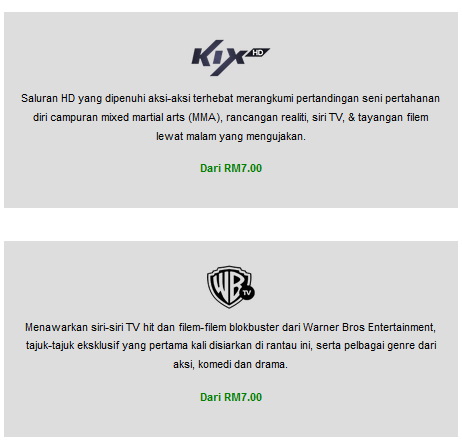 KIX HD
Saluran HD yang dipenuhi aksi-aksi terhebat merangkumi pertandingan seni pertahanan
diri campuran mixed martial arts (MMA), rancangan realiti, siri TV, & tayangan filem
lewat malam yang mengujakan.
Dari RM7.00
WB TV
Menawarkan siri-siri TV hit dan filem-filem blokbuster dari Warner Bros Entertainment,
tajuk-tajuk eksklusif yang pertama kali disiarkan di rantau ini, serta pelbagai genre dari
aksi, komedi dan drama.
Dari RM7.00